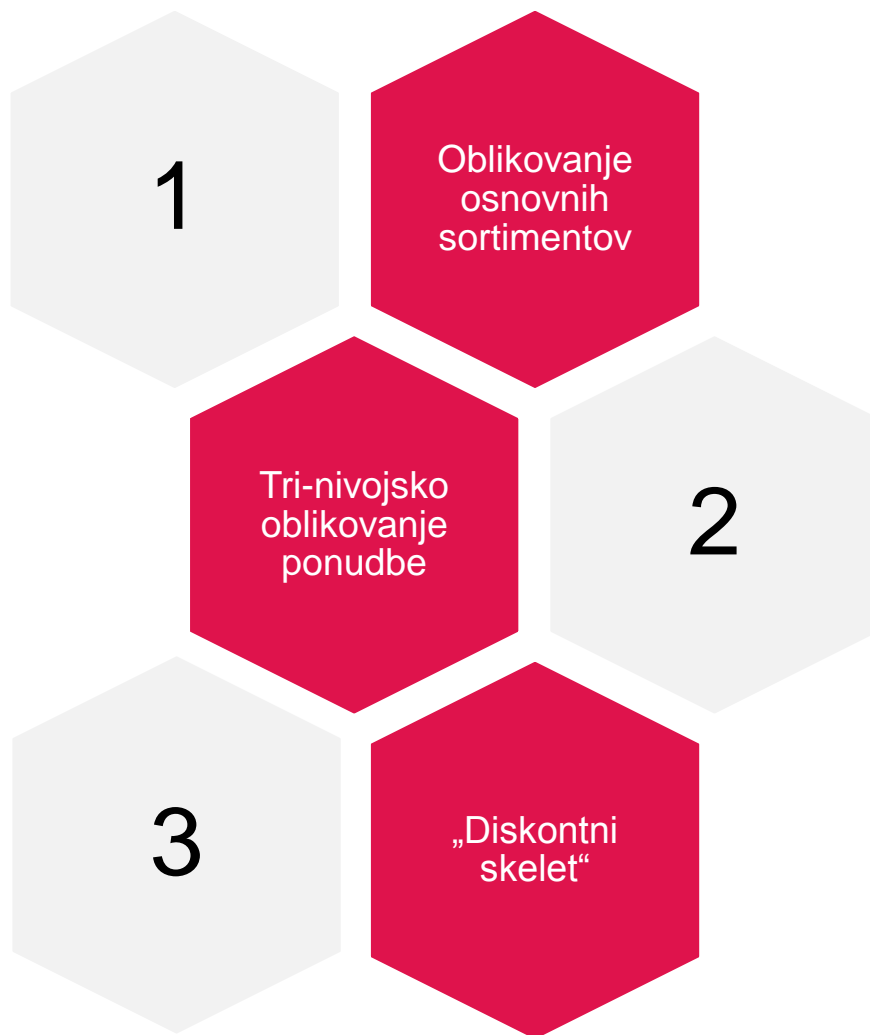 1
Oblikovanje
osnovnih
sortimentov
Tri-nivojsko
oblikovanje
ponudbe
2
3
„Diskontni
skelet“